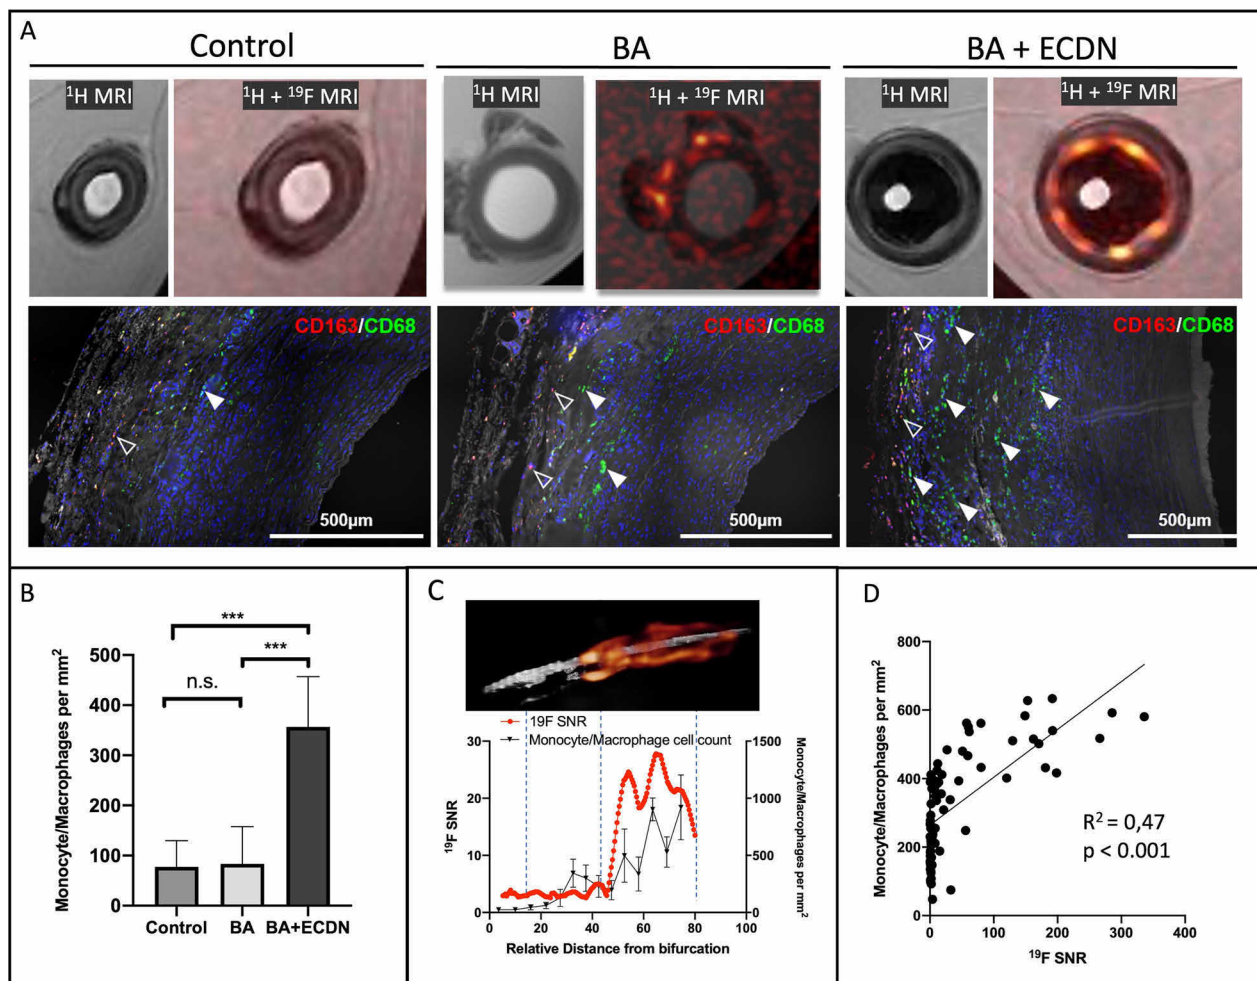 A
Control
BA
BA + ECDN
¹H MRI
¹H + ¹⁹F MRI
¹H MRI
¹H + ¹⁹F MRI
¹H MRI
¹H + ¹⁹F MRI
CD163/CD68
CD163/CD68
CD163/CD68
500µm
500µm
500µm
B
***
***
n.s.
Monocyte/Macrophages per mm²
500
400
300
200
100
0
Control BA BA+ECDN
C
19F SNR
Monocyte/Macrophage cell count
¹⁹F SNR
30
20
10
0
1500
1000
500
0
Monocyte/Macrophages per mm²
0 20 40 60 80 100
Relative Distance from bifurcation
D
Monocyte/Macrophages per mm²
800
600
400
200
0
R² = 0,47
p < 0.001
0 100 200 300 400
¹⁹F SNR